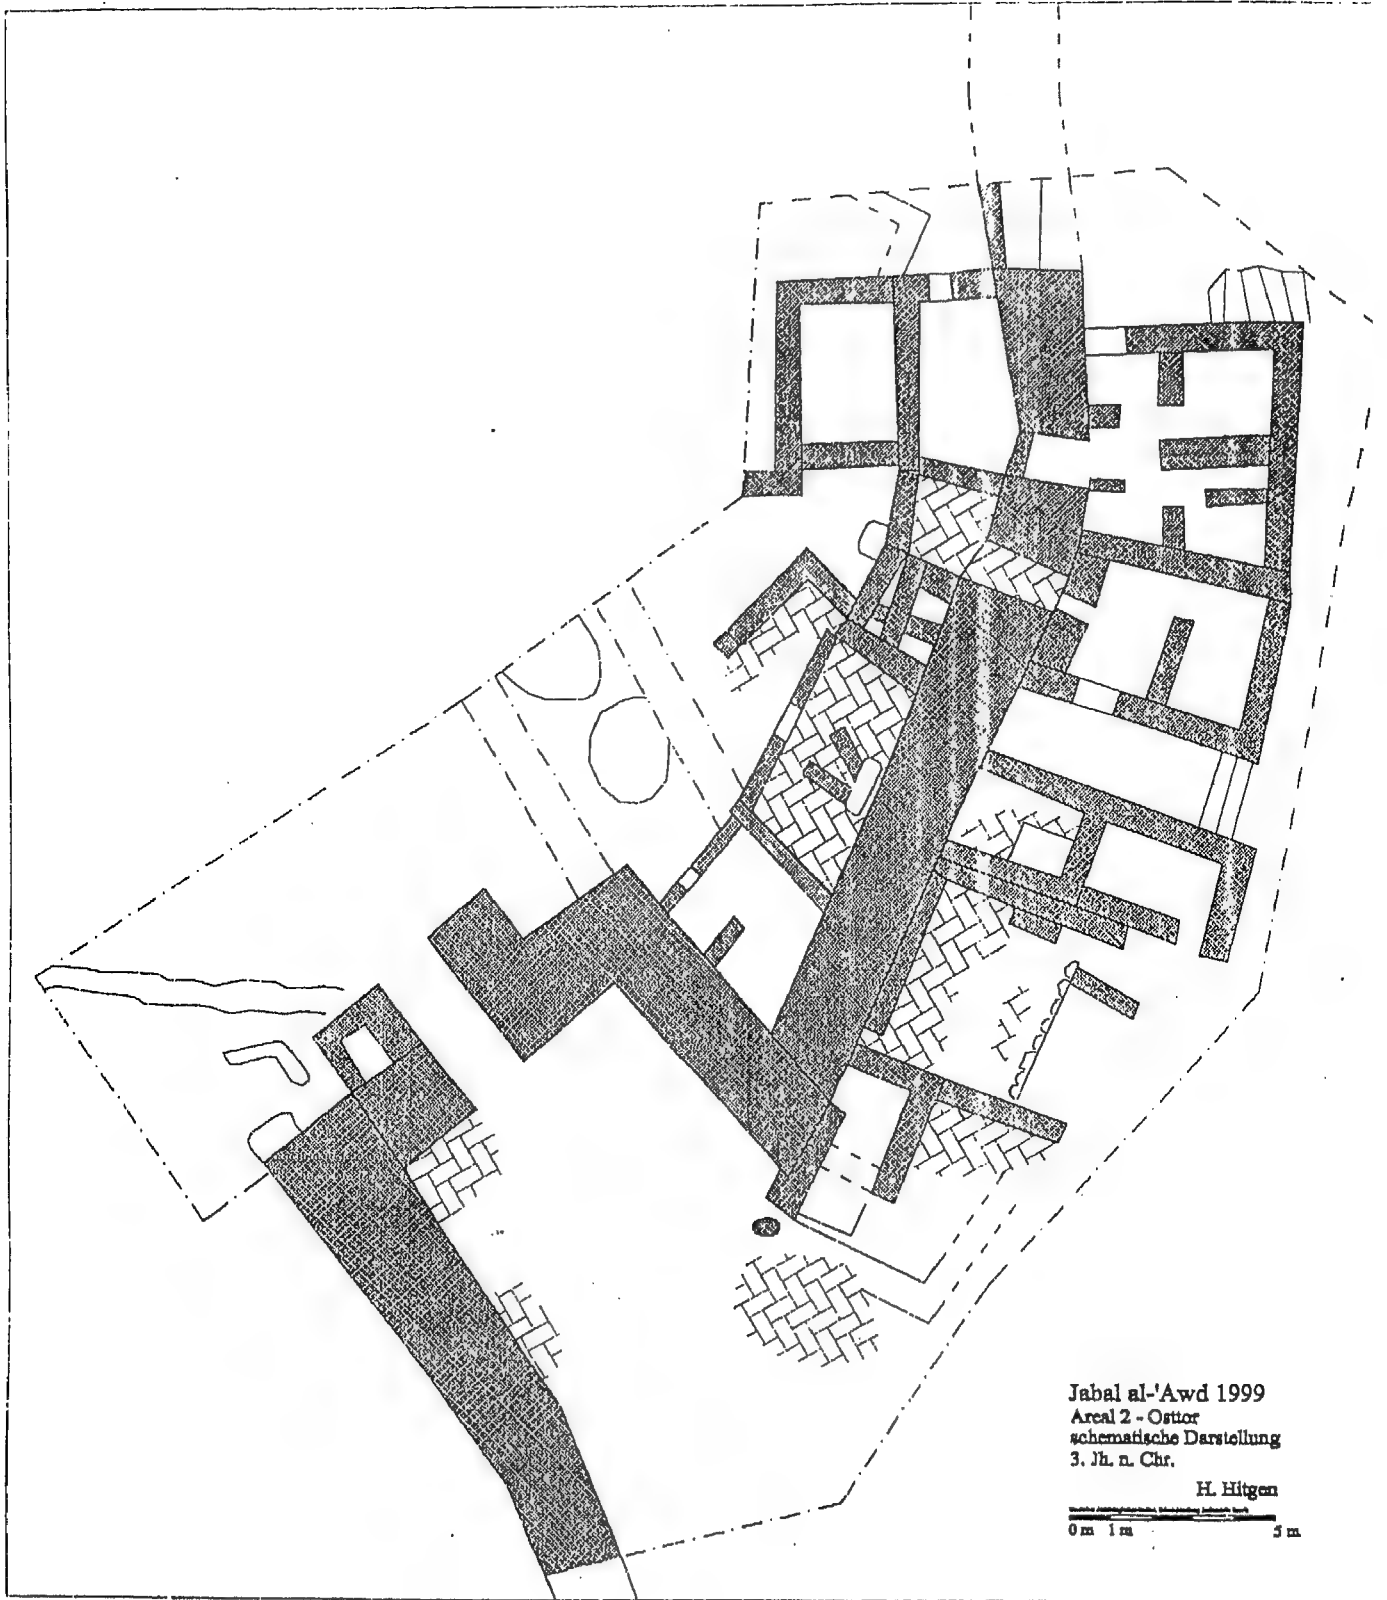 Jabal al-'Awd 1999
Areal 2 - Osttor
schematische Darstellung
3. Jh. n. Chr.
H. Hitgen
0m 1m 5m